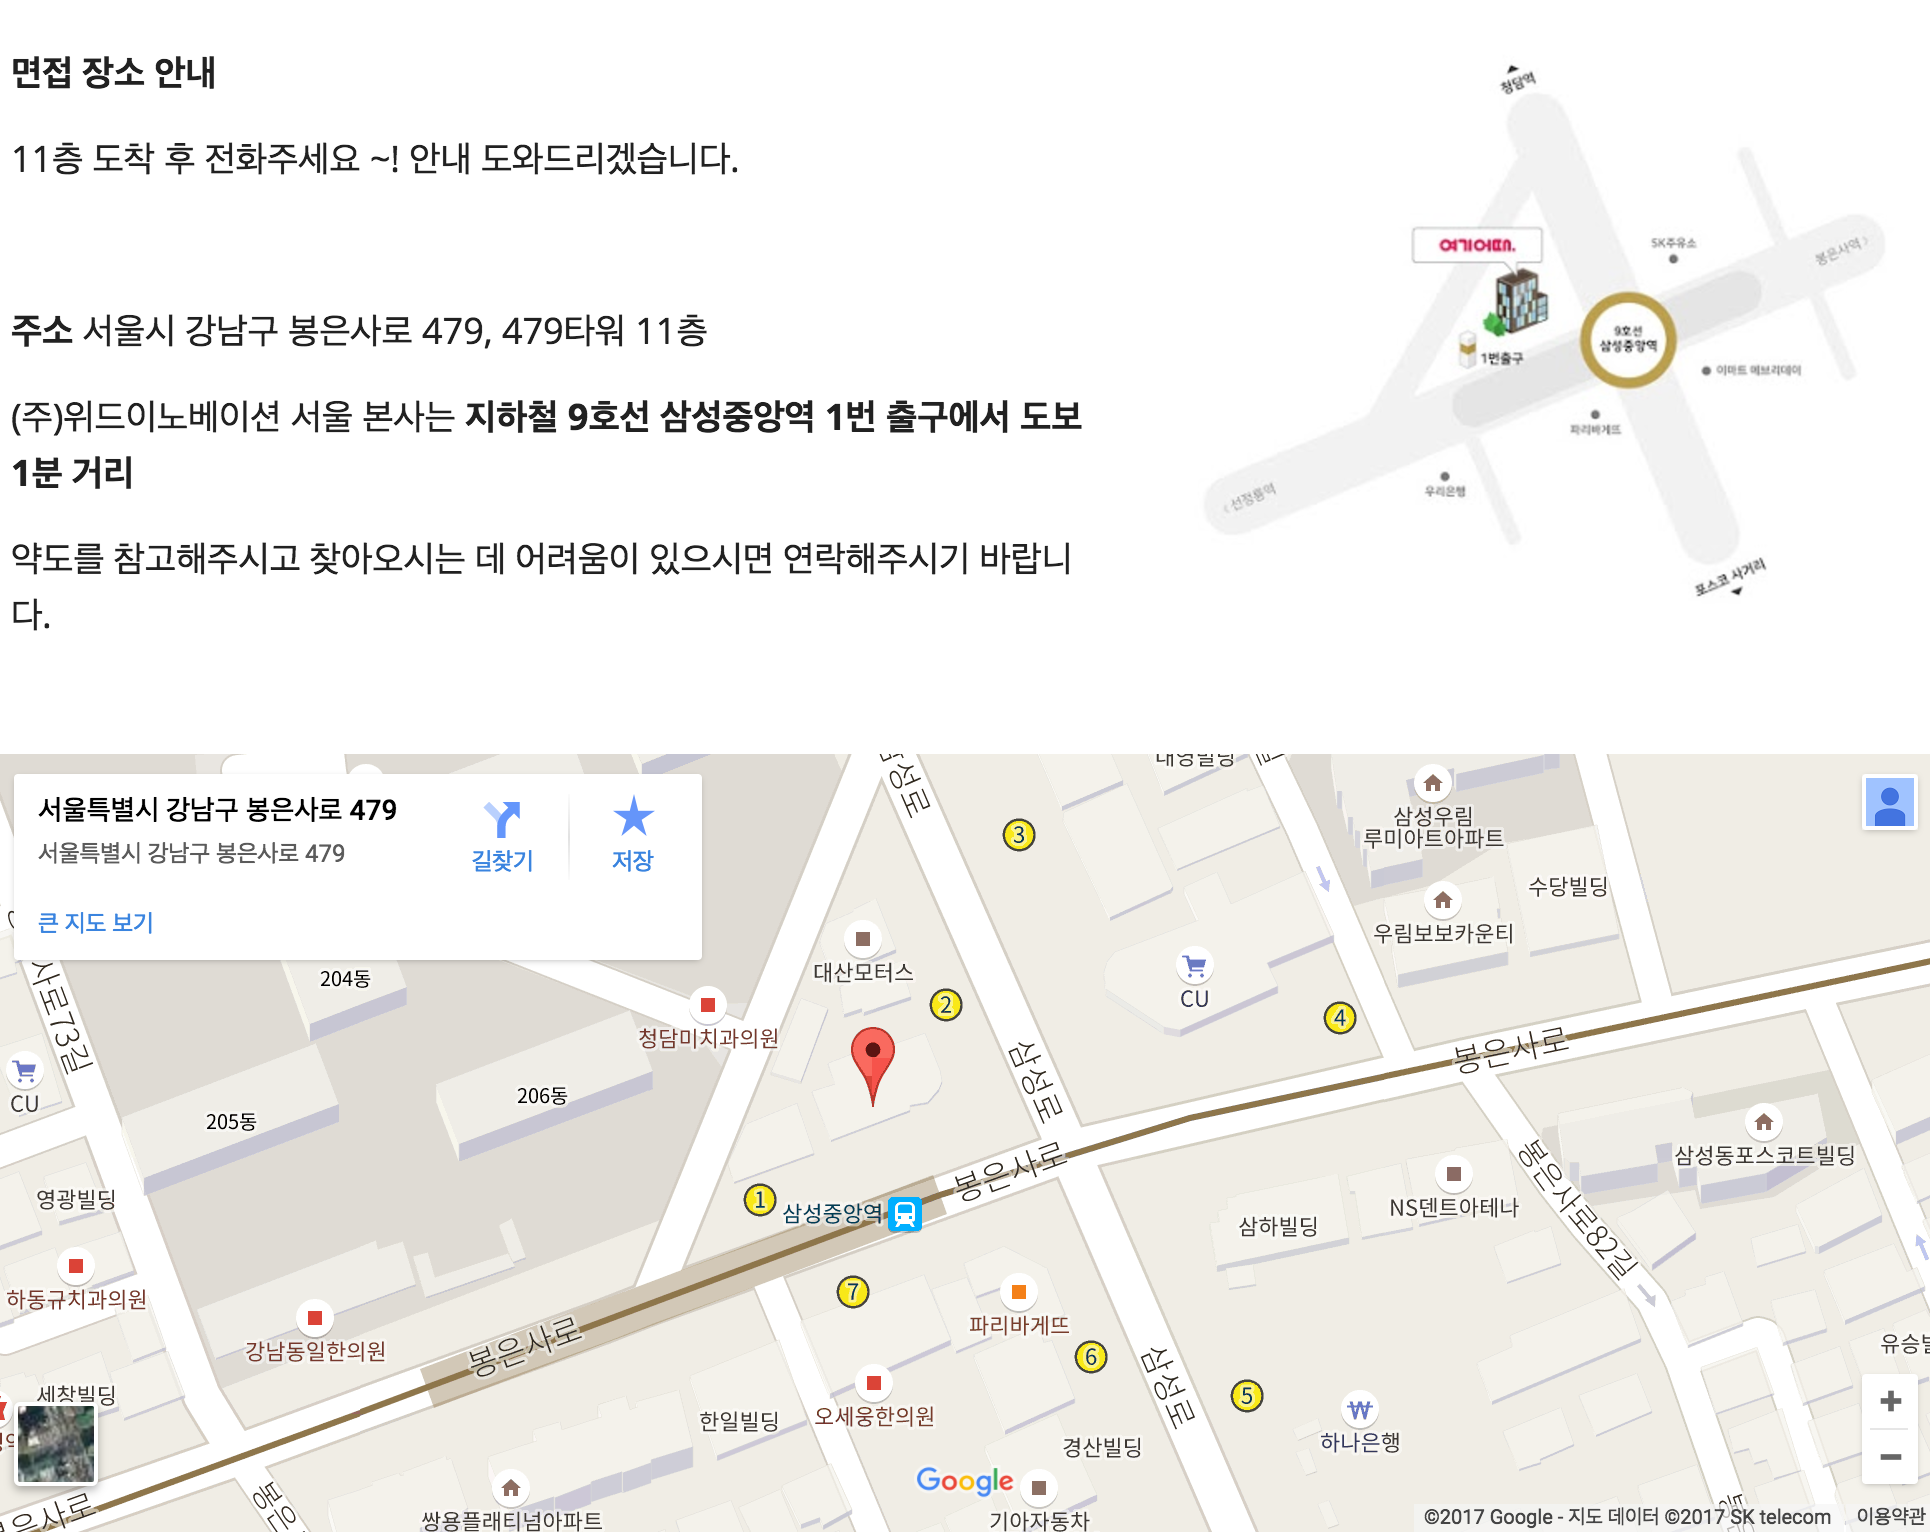 면접 장소 안내
11층 도착 후 전화주세요 ~! 안내 도와드리겠습니다.
주소 서울시 강남구 봉은사로 479, 479타워 11층
(주)위드이노베이션 서울 본사는 지하철 9호선 삼성중앙역 1번 출구에서 도보
1분 거리
약도를 참고해주시고 찾아오시는 데 어려움이 있으시면 연락해주시기 바랍니
다.
청담역
여기어때.
SK주유소
봉은사역 >
9호선
삼성중앙역
1번출구
이마트 에브리데이
파리바게뜨
우리은행
< 선정릉역
포스코 사거리
서울특별시 강남구 봉은사로 479
서울특별시 강남구 봉은사로 479
길찾기
저장
큰 지도 보기
삼성로
대영빌딩
3
삼성우림
루미아트아파트
수당빌딩
우림보보카운티
대산모터스
204동
2
CU
4
청담미치과의원
사로73길
CU
205동
206동
삼성로
봉은사로
봉은사로
삼성동포스코트빌딩
NS덴트아테나
봉은사로82길
영광빌딩
1
삼성중앙역
삼하빌딩
하동규치과의원
7
파리바게뜨
강남동일한의원
봉은사로
6
삼성로
5
세창빌딩
한일빌딩
오세웅한의원
경산빌딩
하나은행
Google
쌍용플래티넘아파트
기아자동차
©2017 Google - 지도 데이터 ©2017 SK telecom
이용약관